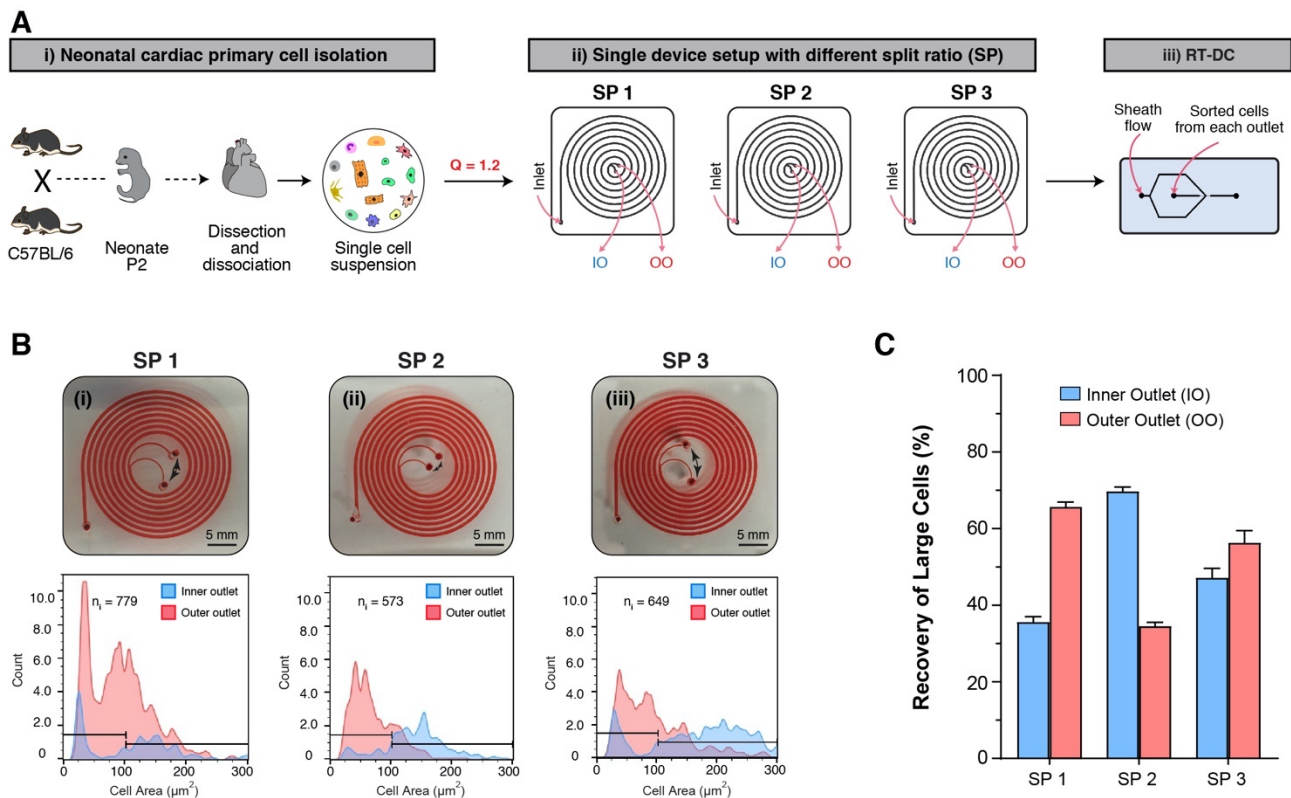 A
i) Neonatal cardiac primary cell isolation
ii) Single device setup with different split ratio (SP)
iii) RT-DC
SP 1
SP 2
SP 3
Sheath flow
Sorted cells from each outlet
X
Q = 1.2
Inlet
Inlet
Inlet
C57BL/6
Neonate P2
Dissection and dissociation
Single cell suspension
IO OO
IO OO
IO OO
B
SP 1
SP 2
SP 3
(i)
(ii)
(iii)
5 mm
5 mm
5 mm
Count
10.0
8.0
6.0
4.0
2.0
0
n_i = 779
Inner outlet
Outer outlet
0 100 200 300
Cell Area (μm²)
Count
10.0
8.0
6.0
4.0
2.0
0
n_i = 573
Inner outlet
Outer outlet
0 100 200 300
Cell Area (μm²)
Count
10.0
8.0
6.0
4.0
2.0
0
n_i = 649
Inner outlet
Outer outlet
0 100 200 300
Cell Area (μm²)
C
Recovery of Large Cells (%)
100
80
60
40
20
0
Inner Outlet (IO)
Outer Outlet (OO)
SP 1 SP 2 SP 3